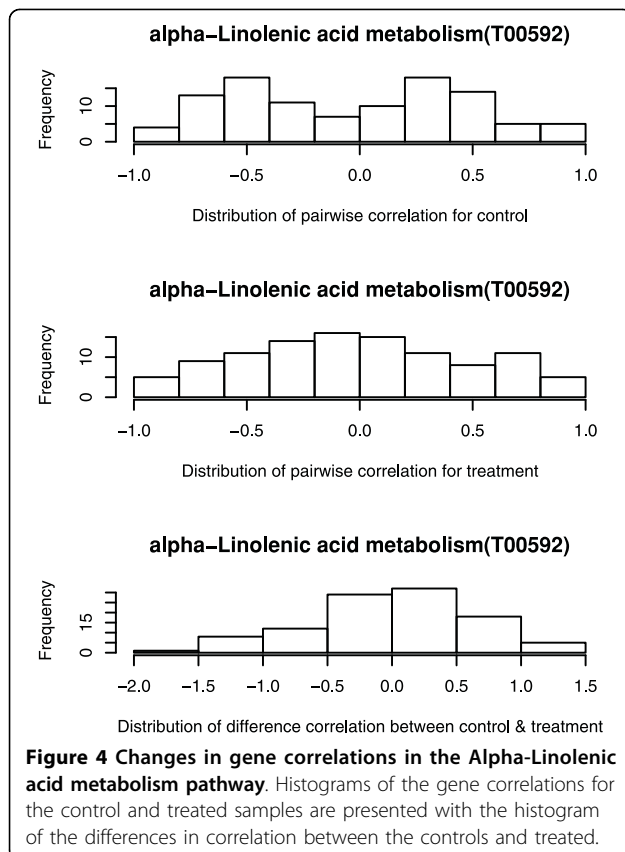 alpha−Linolenic acid metabolism(T00592)
Frequency
0 10
−1.0 −0.5 0.0 0.5 1.0
Distribution of pairwise correlation for control
alpha−Linolenic acid metabolism(T00592)
Frequency
0 10
−1.0 −0.5 0.0 0.5 1.0
Distribution of pairwise correlation for treatment
alpha−Linolenic acid metabolism(T00592)
Frequency
0 15
−2.0 −1.5 −1.0 −0.5 0.0 0.5 1.0 1.5
Distribution of difference correlation between control & treatment
Figure 4 Changes in gene correlations in the Alpha-Linolenic
acid metabolism pathway. Histograms of the gene correlations for
the control and treated samples are presented with the histogram
of the differences in correlation between the controls and treated.